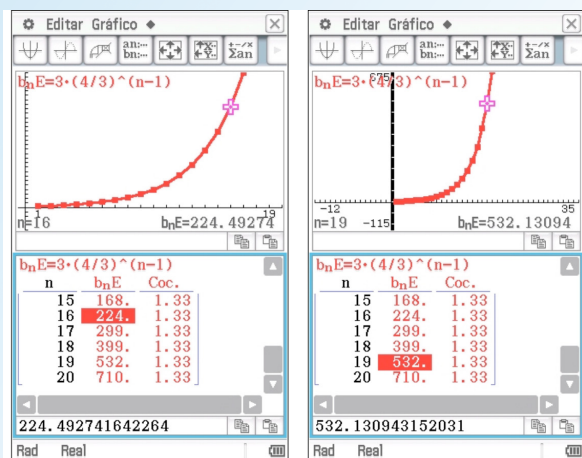 Editar Gráfico
an:...
bn:...
Σan
bₙE=3·(4/3)^(n-1)
1
19
n=16
bₙE=224.49274
bₙE=3·(4/3)^(n-1)
n bₙE Coc.
15 168. 1.33
16 224. 1.33
17 299. 1.33
18 399. 1.33
19 532. 1.33
20 710. 1.33
224.492741642264
Rad Real
Editar Gráfico
an:...
bn:...
Σan
675
bₙE=3·(4/3)^(n-1)
-12
35
n=19
-115
bₙE=532.13094
bₙE=3·(4/3)^(n-1)
n bₙE Coc.
15 168. 1.33
16 224. 1.33
17 299. 1.33
18 399. 1.33
19 532. 1.33
20 710. 1.33
532.130943152031
Rad Real